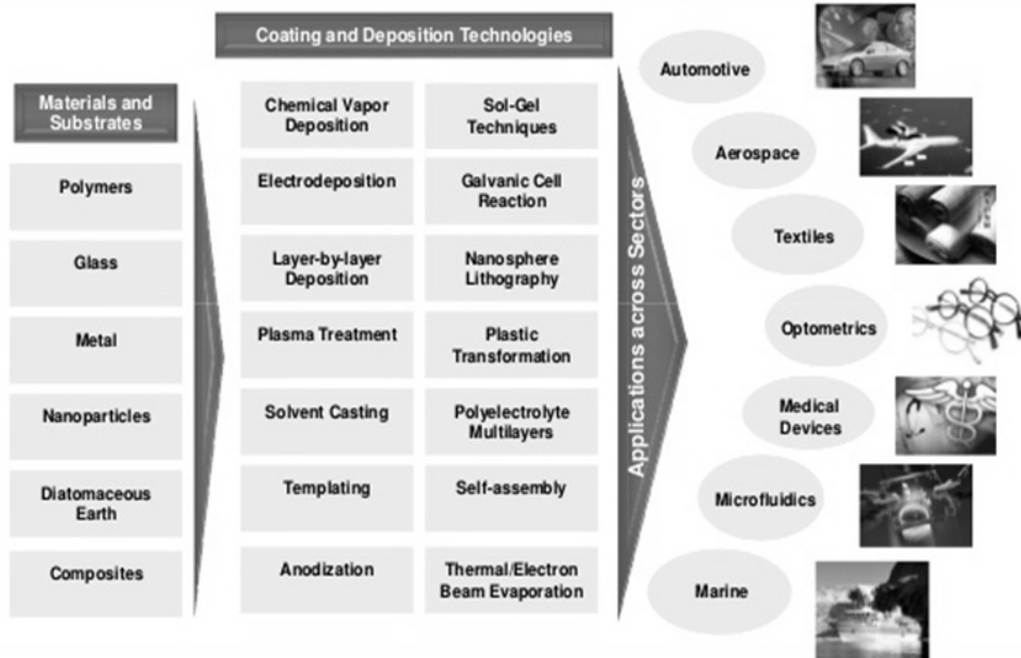 Coating and Deposition Technologies
Materials and
Substrates
Polymers
Glass
Metal
Nanoparticles
Diatomaceous
Earth
Composites
Chemical Vapor
Deposition
Sol-Gel
Techniques
Electrodeposition
Galvanic Cell
Reaction
Layer-by-layer
Deposition
Nanosphere
Lithography
Plasma Treatment
Plastic
Transformation
Solvent Casting
Polyelectrolyte
Multilayers
Templating
Self-assembly
Anodization
Thermal/Electron
Beam Evaporation
Applications across Sectors
Automotive
Aerospace
Textiles
Optometrics
Medical
Devices
Microfluidics
Marine